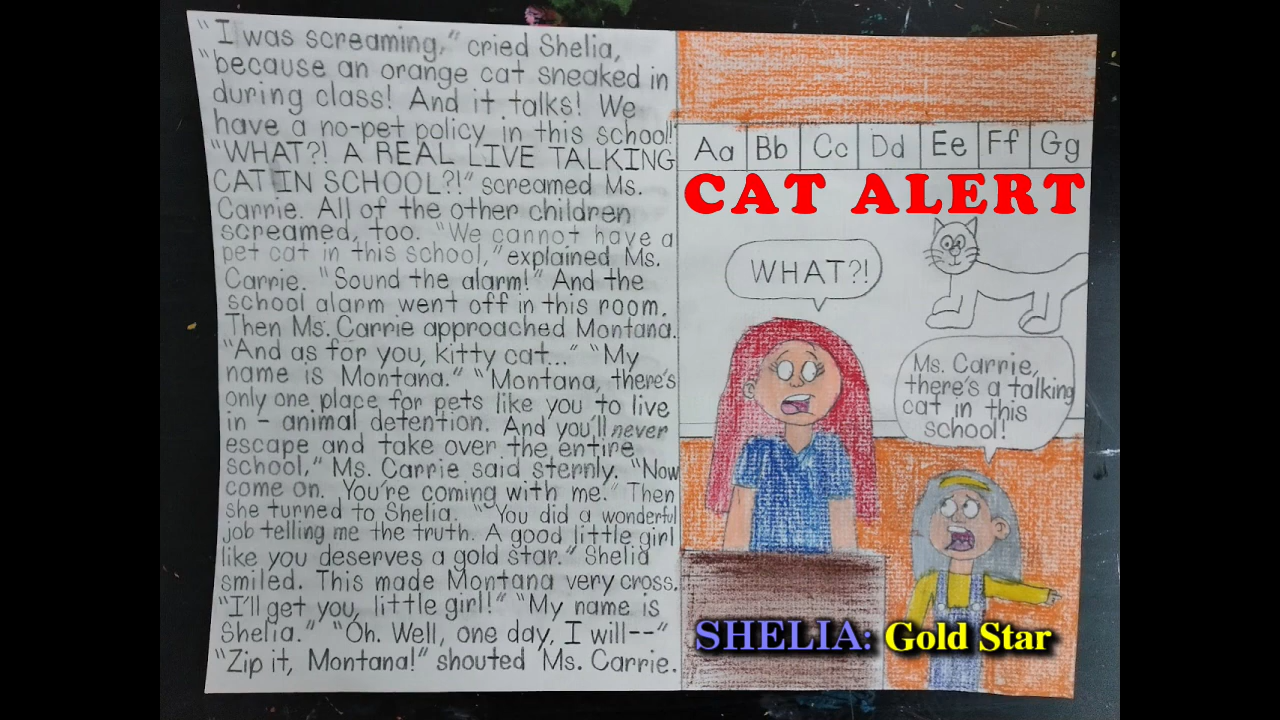 "I was screaming," cried Shelia,
"because an orange cat sneaked in
during class! And it talks! We
have a no-pet policy in this school!"
"WHAT?! A REAL LIVE TALKING
CAT IN SCHOOL?!" screamed Ms.
Carrie. All of the other children
screamed, too. "We cannot have a
pet cat in this school," explained Ms.
Carrie. "Sound the alarm!" And the
school alarm went off in this room.
Then Ms. Carrie approached Montana.
"And as for you, kitty cat..." "My
name is Montana." "Montana, there's
only one place for pets like you to live
in - animal detention. And you'll never
escape and take over the entire
school," Ms. Carrie said sternly. "Now
come on. You're coming with me." Then
she turned to Shelia. "You did a wonderful
job telling me the truth. A good little girl
like you deserves a gold star." Shelia
smiled. This made Montana very cross.
"I'll get you, little girl!" "My name is
Shelia." "Oh. Well, one day, I will--"
"Zip it, Montana!" shouted Ms. Carrie.
Aa Bb Cc Dd Ee Ff Gg
CAT ALERT
WHAT?!
Ms. Carrie,
there's a talking
cat in this
school!
SHELIA: Gold Star